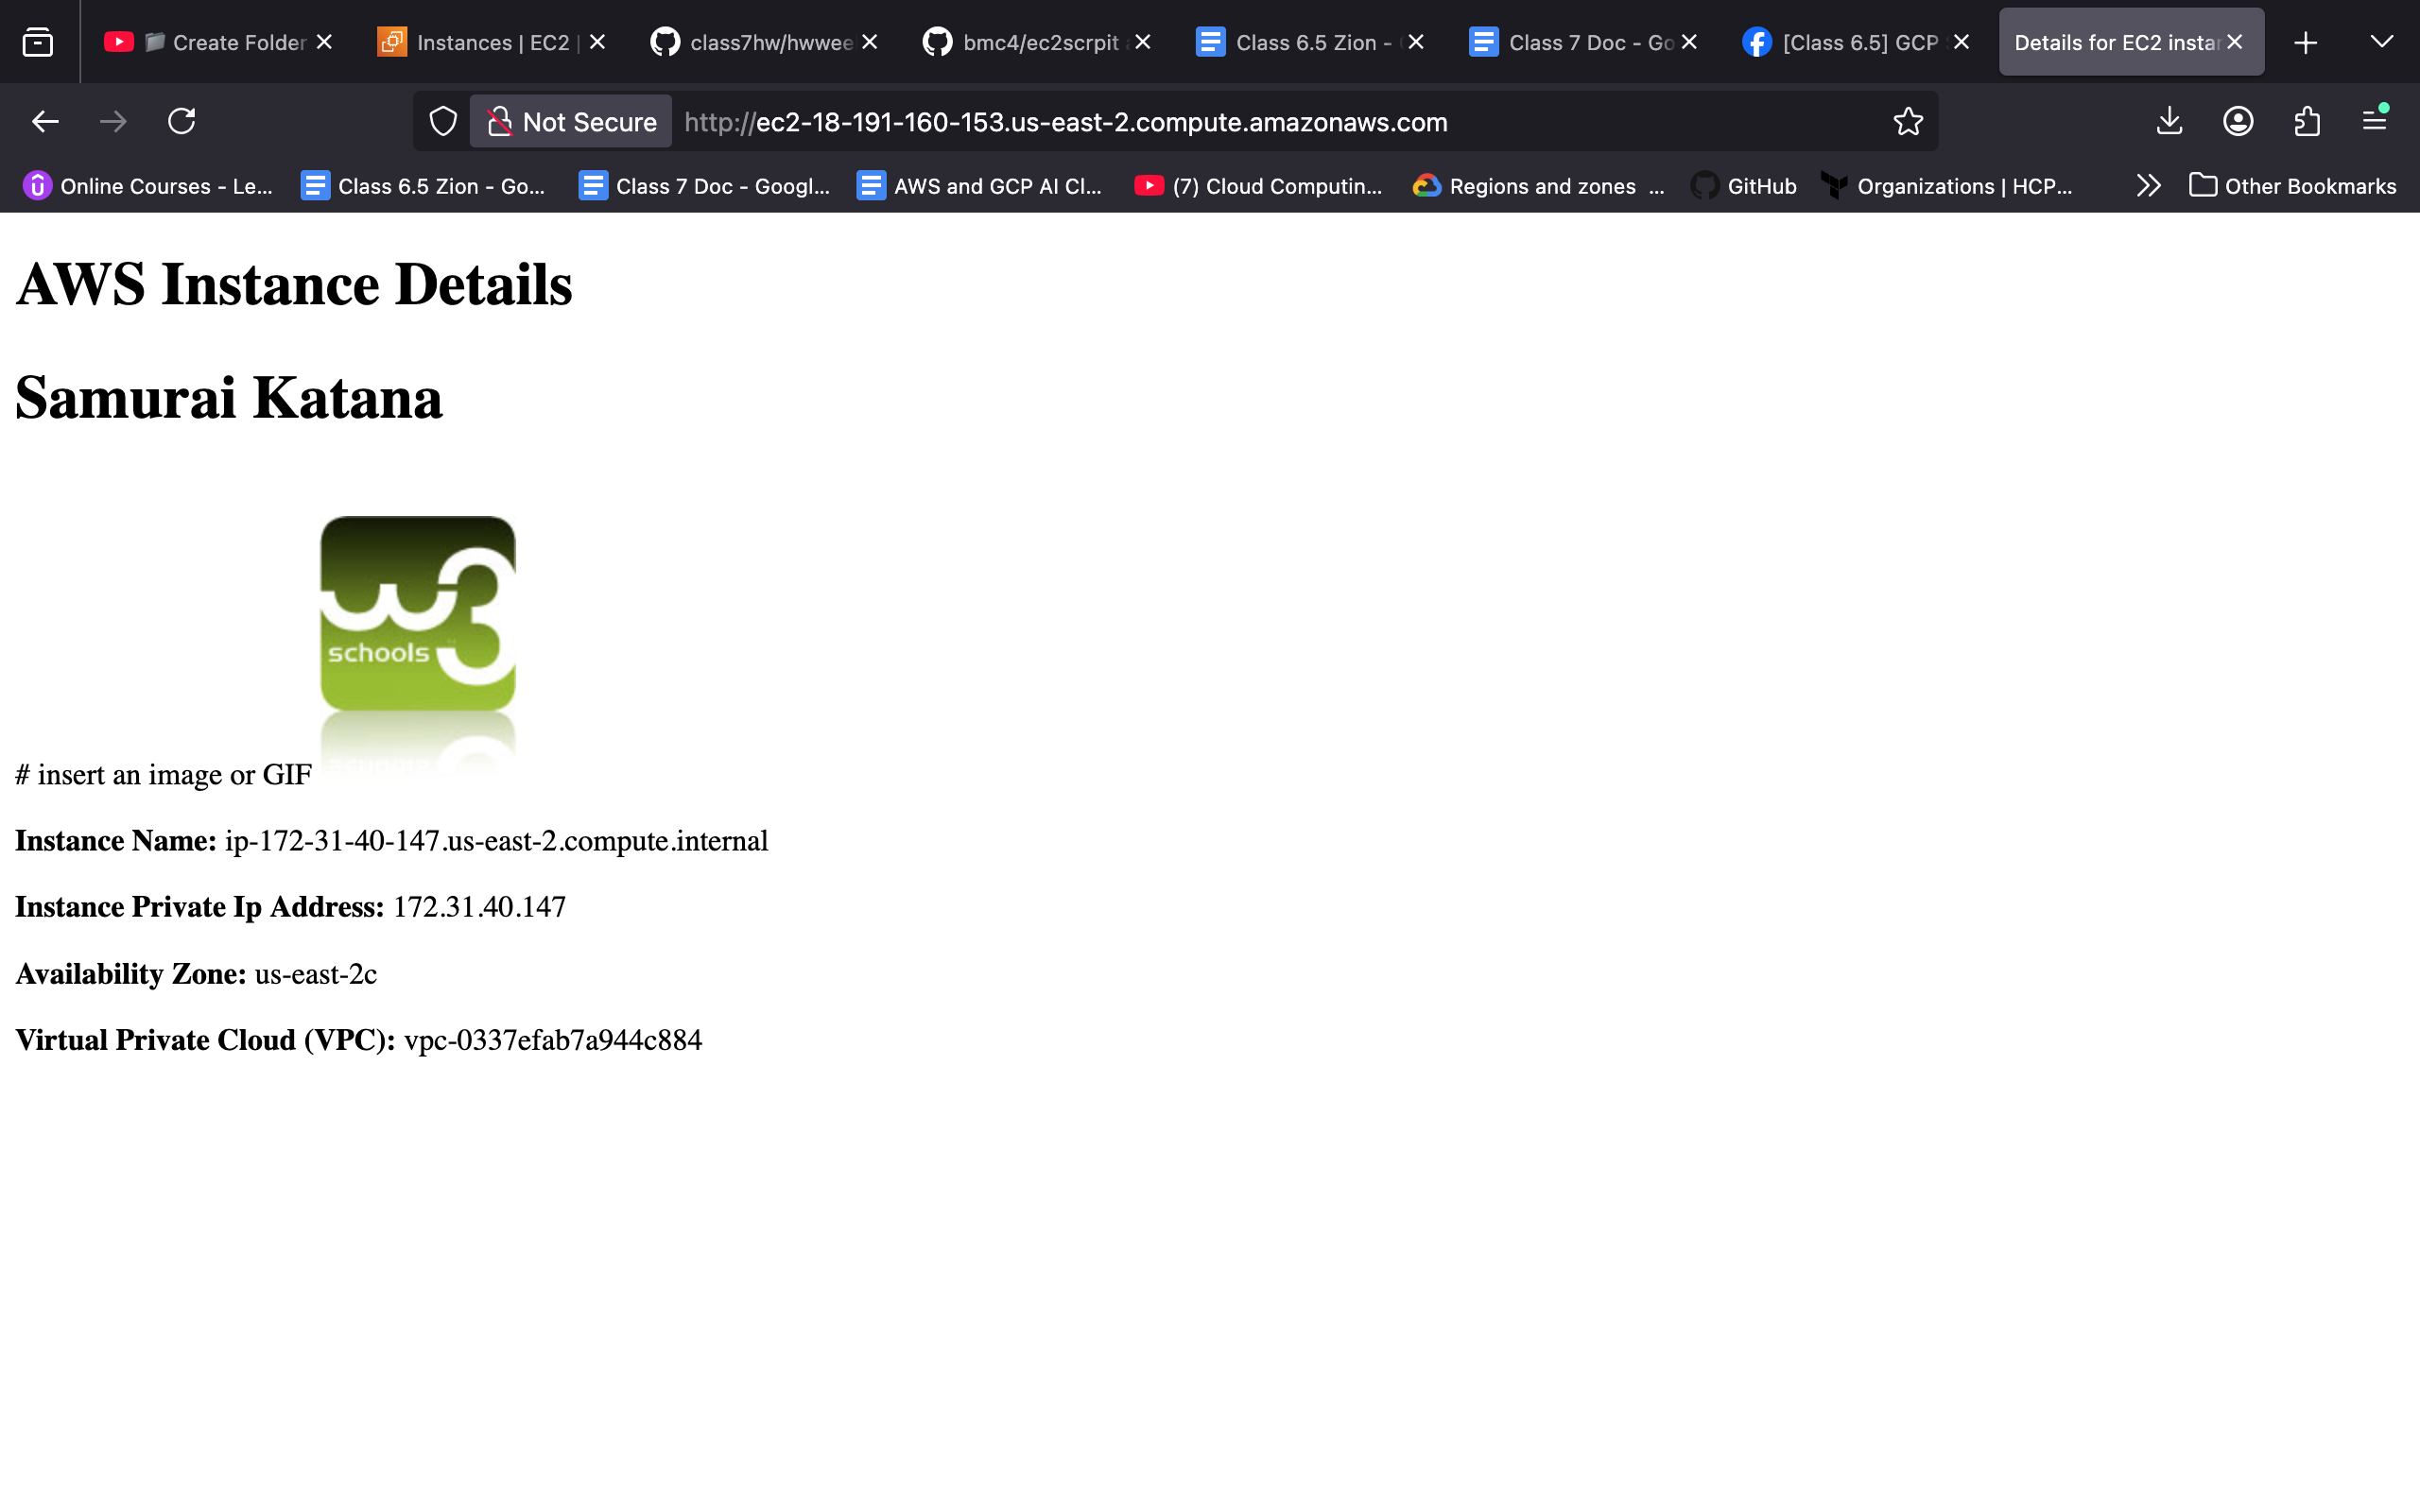 Create Folder
Instances | EC2 |
class7hw/hwwee
bmc4/ec2scrpit
Class 6.5 Zion -
Class 7 Doc - Go
[Class 6.5] GCP
Details for EC2 instar
Not Secure http://ec2-18-191-160-153.us-east-2.compute.amazonaws.com
Online Courses - Le...
Class 6.5 Zion - Go...
Class 7 Doc - Googl...
AWS and GCP AI Cl...
(7) Cloud Computin...
Regions and zones ...
GitHub
Organizations | HCP...
Other Bookmarks
AWS Instance Details
Samurai Katana
w3
schools
# insert an image or GIF
Instance Name: ip-172-31-40-147.us-east-2.compute.internal
Instance Private Ip Address: 172.31.40.147
Availability Zone: us-east-2c
Virtual Private Cloud (VPC): vpc-0337efab7a944c884